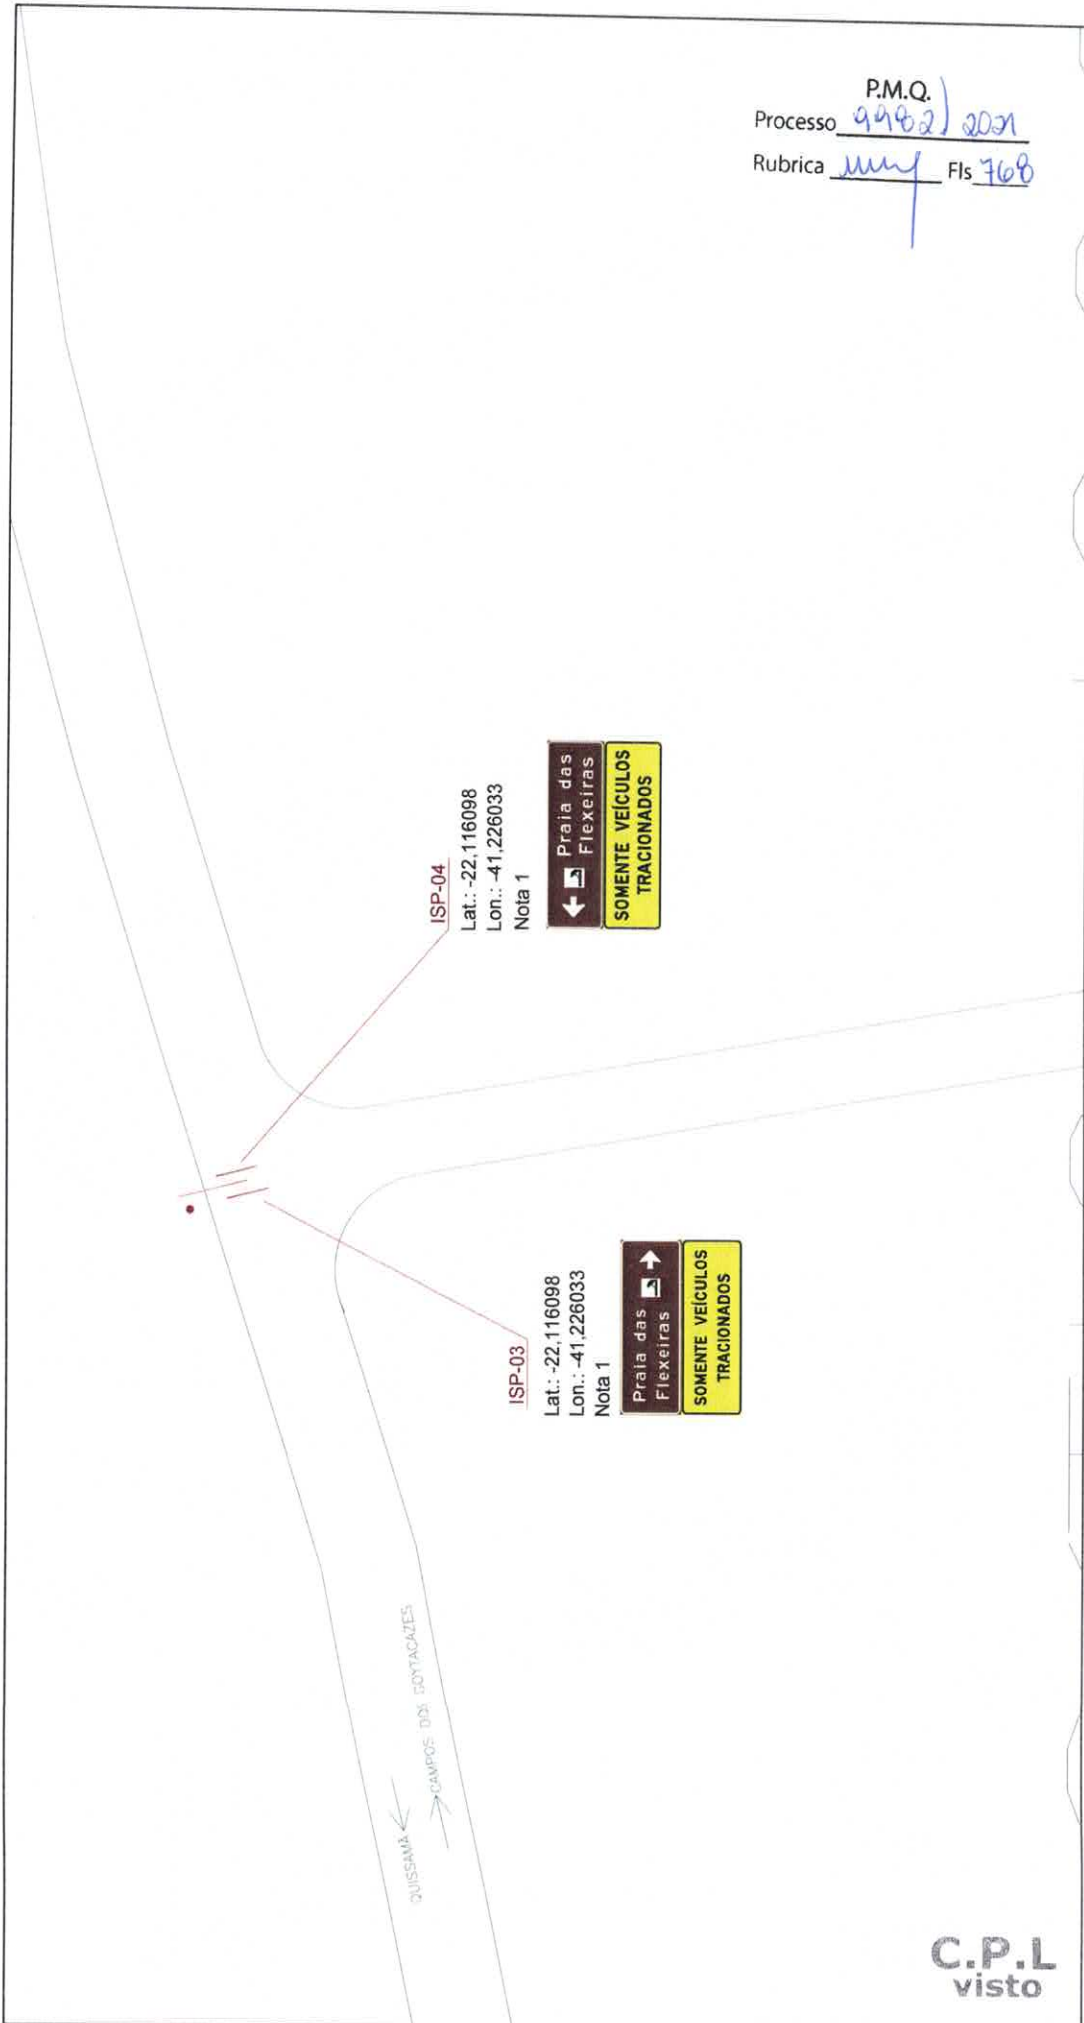 P.M.Q.
Processo 9982/2021
Rubrica Fls 768
ISP-04
Lat.: -22,116098
Lon.: -41,226033
Nota 1
Praia das
Flexeiras
SOMENTE VEÍCULOS
TRACIONADOS
ISP-03
Lat.: -22,116098
Lon.: -41,226033
Nota 1
Praia das
Flexeiras
SOMENTE VEÍCULOS
TRACIONADOS
QUISSAMÃ
CAMPOS DOS GOYTACAZES
C.P.L
visto